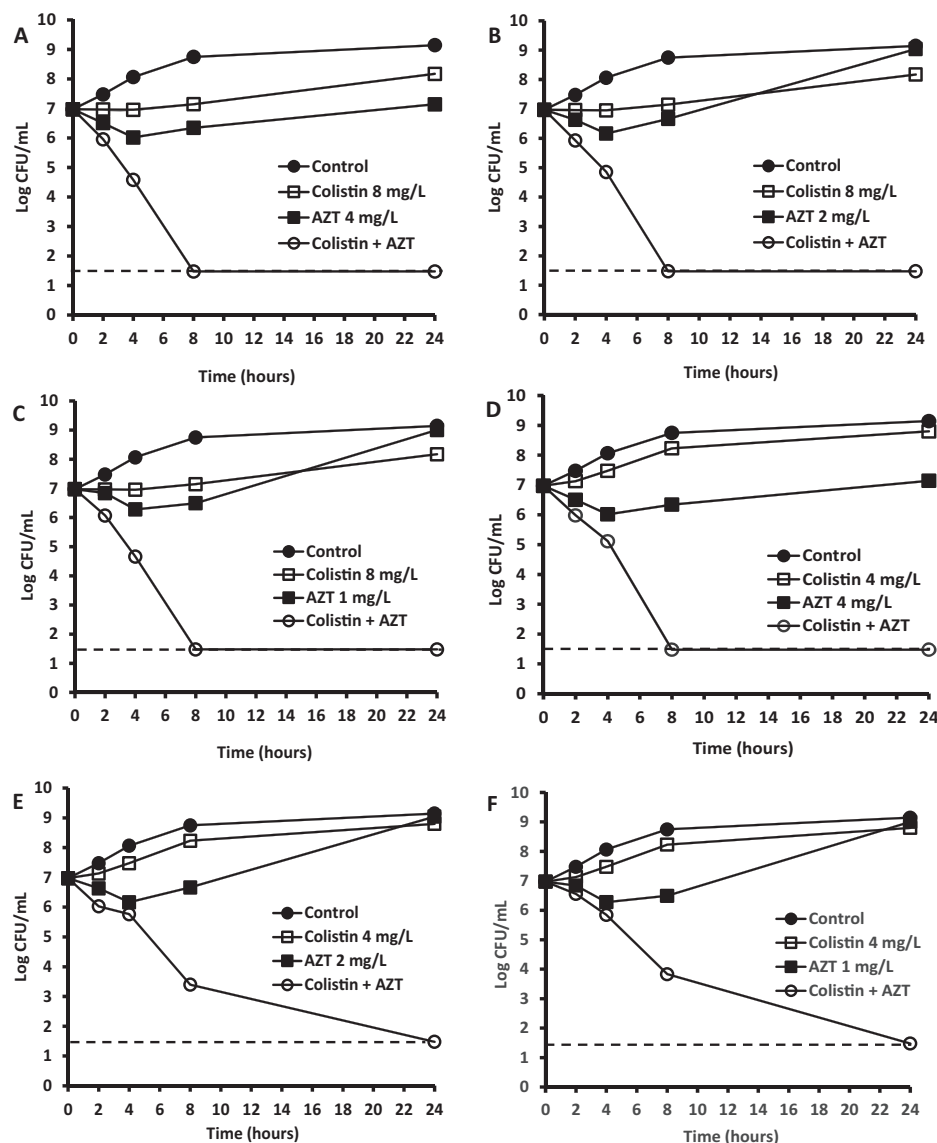 A
10
9
8
7
6
5
4
3
2
1
0
Log CFU/mL
Control
Colistin 8 mg/L
AZT 4 mg/L
Colistin + AZT
0 2 4 6 8 10 12 14 16 18 20 22 24
Time (hours)
B
10
9
8
7
6
5
4
3
2
1
0
Log CFU/mL
Control
Colistin 8 mg/L
AZT 2 mg/L
Colistin + AZT
0 2 4 6 8 10 12 14 16 18 20 22 24
Time (hours)
C
10
9
8
7
6
5
4
3
2
1
0
Log CFU/mL
Control
Colistin 8 mg/L
AZT 1 mg/L
Colistin + AZT
0 2 4 6 8 10 12 14 16 18 20 22 24
Time (hours)
D
10
9
8
7
6
5
4
3
2
1
0
Log CFU/mL
Control
Colistin 4 mg/L
AZT 4 mg/L
Colistin + AZT
0 2 4 6 8 10 12 14 16 18 20 22 24
Time (hours)
E
10
9
8
7
6
5
4
3
2
1
0
Log CFU/mL
Control
Colistin 4 mg/L
AZT 2 mg/L
Colistin + AZT
0 2 4 6 8 10 12 14 16 18 20 22 24
Time (hours)
F
10
9
8
7
6
5
4
3
2
1
0
Log CFU/mL
Control
Colistin 4 mg/L
AZT 1 mg/L
Colistin + AZT
0 2 4 6 8 10 12 14 16 18 20 22 24
Time (hours)